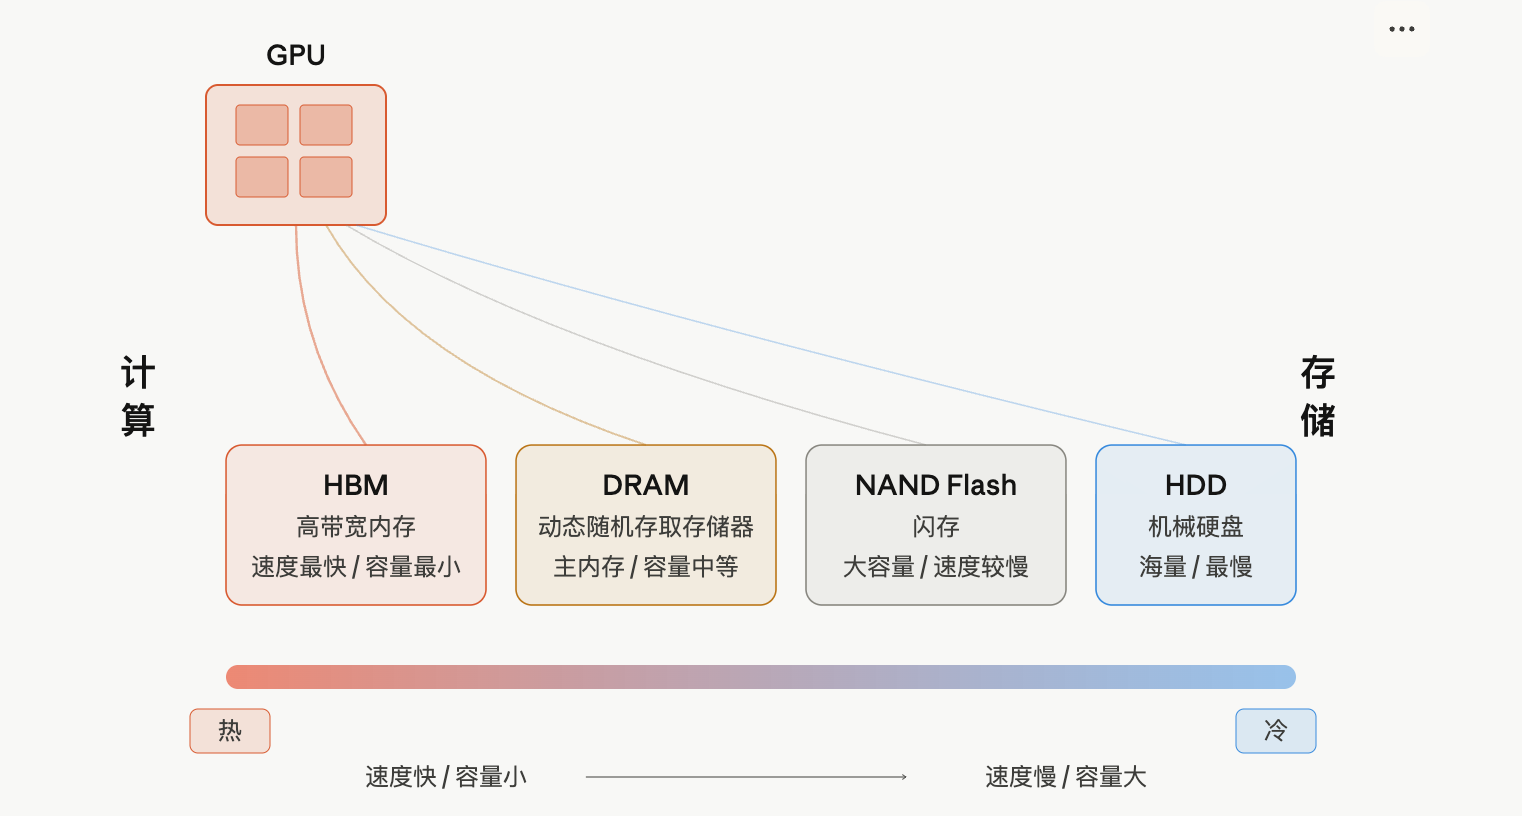 GPU
计
算
存
储
HBM
高带宽内存
速度最快 / 容量最小
DRAM
动态随机存取存储器
主内存 / 容量中等
NAND Flash
闪存
大容量 / 速度较慢
HDD
机械硬盘
海量 / 最慢
热
冷
速度快 / 容量小
速度慢 / 容量大